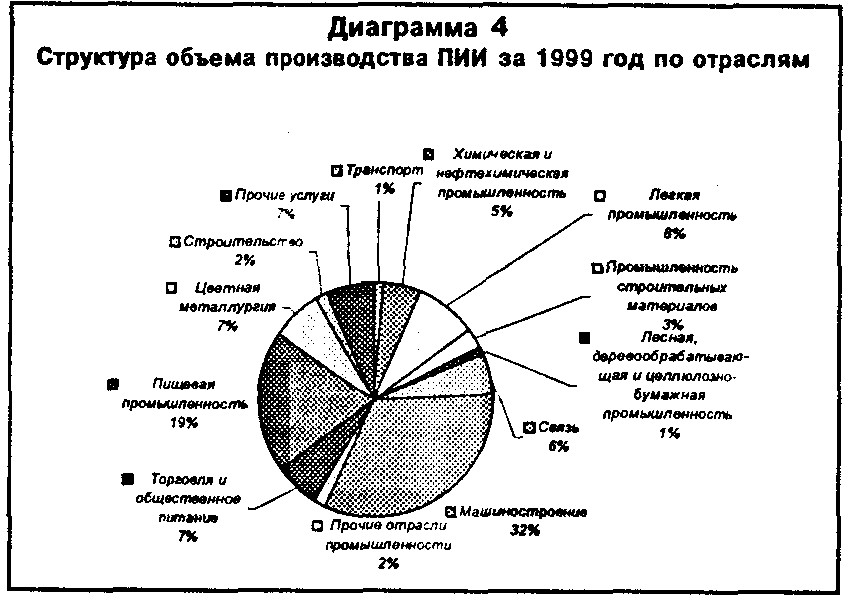 Диаграмма 4
Структура объема производства ПИИ за 1999 год по отраслям
Транспорт
1%
Химическая и
нефтехимическая
промышленность
5%
Легкая
промышленность
8%
Промышленность
строительных
материалов
3%
Лесная,
деревообрабатываю-
щая и целлюлозно-
бумажная
промышленность
1%
Связь
6%
Машиностроение
32%
Прочие отрасли
промышленности
2%
Торговля и
общественное
питание
7%
Пищевая
промышленность
19%
Цветная
металлургия
7%
Строительство
2%
Прочие услуги
7%